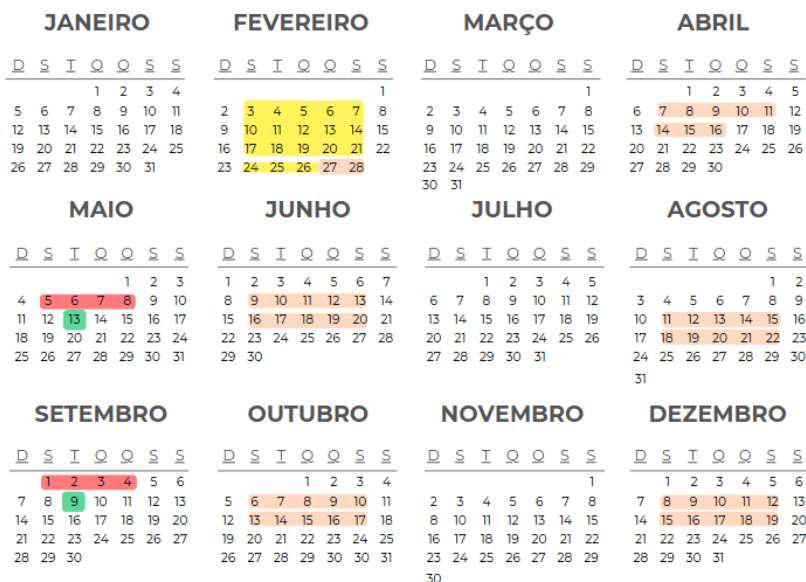 JANEIRO
D S T Q Q S S
1 2 3 4
5 6 7 8 9 10 11
12 13 14 15 16 17 18
19 20 21 22 23 24 25
26 27 28 29 30 31
FEVEREIRO
D S T Q Q S S
1
2 3 4 5 6 7 8
9 10 11 12 13 14 15
16 17 18 19 20 21 22
23 24 25 26 27 28
MARÇO
D S T Q Q S S
1
2 3 4 5 6 7 8
9 10 11 12 13 14 15
16 17 18 19 20 21 22
23 24 25 26 27 28 29
30 31
ABRIL
D S T Q Q S S
1 2 3 4 5
6 7 8 9 10 11 12
13 14 15 16 17 18 19
20 21 22 23 24 25 26
27 28 29 30
MAIO
D S T Q Q S S
1 2 3
4 5 6 7 8 9 10
11 12 13 14 15 16 17
18 19 20 21 22 23 24
25 26 27 28 29 30 31
JUNHO
D S T Q Q S S
1 2 3 4 5 6 7
8 9 10 11 12 13 14
15 16 17 18 19 20 21
22 23 24 25 26 27 28
29 30
JULHO
D S T Q Q S S
1 2 3 4 5
6 7 8 9 10 11 12
13 14 15 16 17 18 19
20 21 22 23 24 25 26
27 28 29 30 31
AGOSTO
D S T Q Q S S
1 2
3 4 5 6 7 8 9
10 11 12 13 14 15 16
17 18 19 20 21 22 23
24 25 26 27 28 29 30
31
SETEMBRO
D S T Q Q S S
1 2 3 4 5 6
7 8 9 10 11 12 13
14 15 16 17 18 19 20
21 22 23 24 25 26 27
28 29 30
OUTUBRO
D S T Q Q S S
1 2 3 4
5 6 7 8 9 10 11
12 13 14 15 16 17 18
19 20 21 22 23 24 25
26 27 28 29 30 30 31
NOVEMBRO
D S T Q Q S S
1
2 3 4 5 6 7 8
8 10 11 12 13 14 15
16 17 18 19 20 21 22
23 24 25 26 27 28 29
30
DEZEMBRO
D S T Q Q S S
1 2 3 4 5 6
7 8 9 10 11 12 13
14 15 16 17 18 19 20
21 22 23 24 25 26 27
28 29 30 31